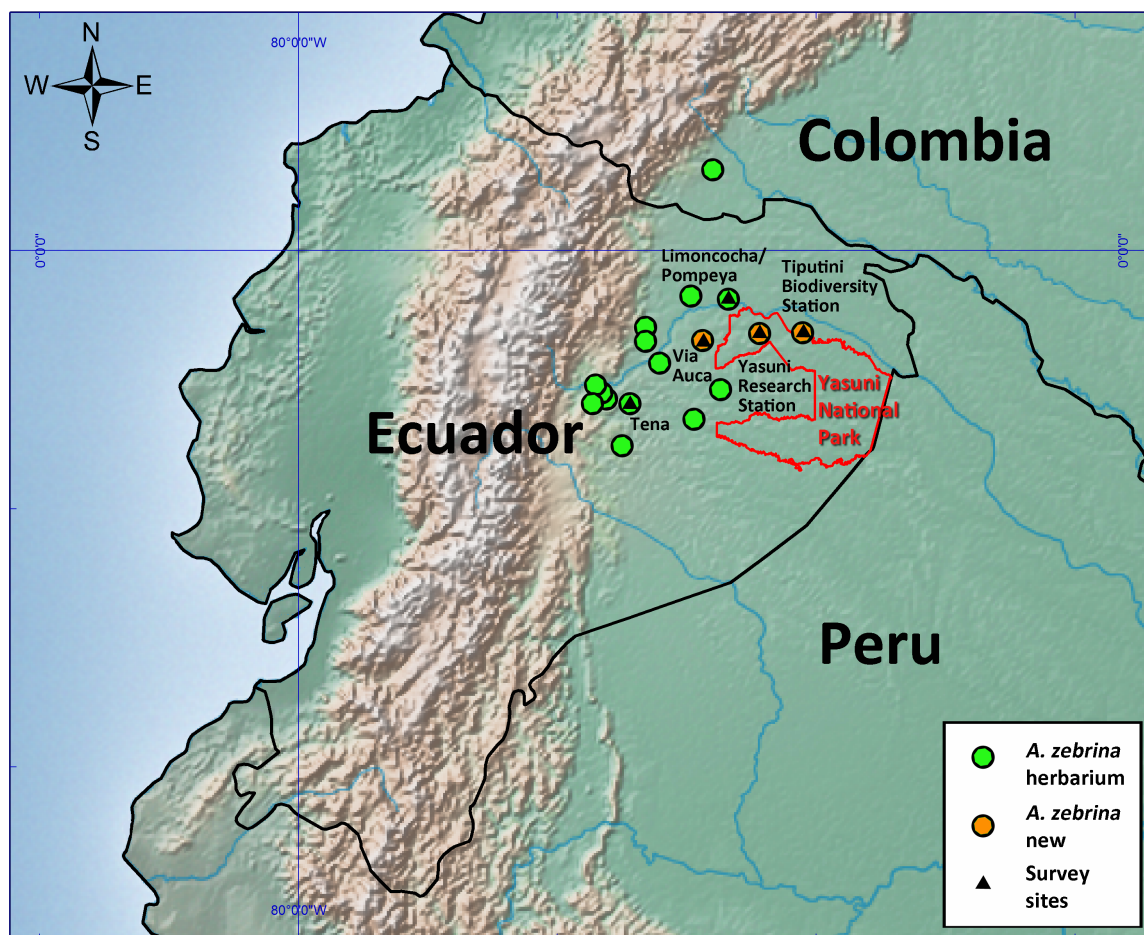 N
80°0'0"W
W
E
S
Colombia
0°0'0"
0°0'0"
Limoncocha/
Pompeya
Tiputini
Biodiversity
Station
Via
Auca
Yasuni
Research
Station
Yasuni
National
Park
Tena
Ecuador
Peru
A. zebrina
herbarium
A. zebrina
new
Survey
sites
80°0'0"W